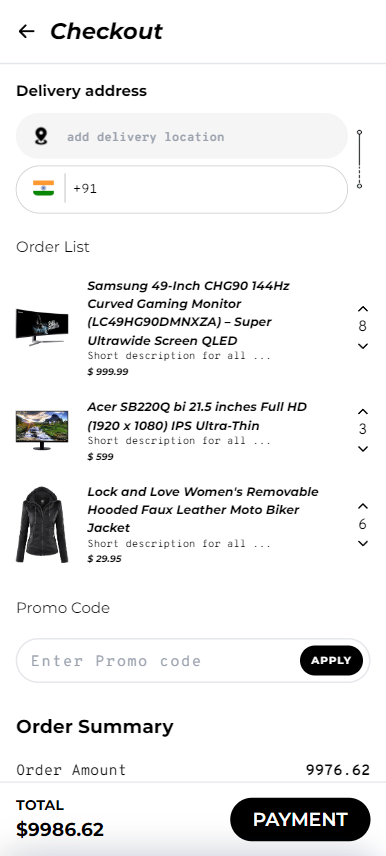 Checkout
Delivery address
add delivery location
+91
Order List
Samsung 49-Inch CHG90 144Hz
Curved Gaming Monitor
(LC49HG90DMNXZA) – Super
Ultrawide Screen QLED
Short description for all ...
$ 999.99
8
Acer SB220Q bi 21.5 inches Full HD
(1920 x 1080) IPS Ultra-Thin
Short description for all ...
$ 599
3
Lock and Love Women's Removable
Hooded Faux Leather Moto Biker
Jacket
Short description for all ...
$ 29.95
6
Promo Code
Enter Promo code
APPLY
Order Summary
Order Amount 9976.62
TOTAL
$9986.62
PAYMENT